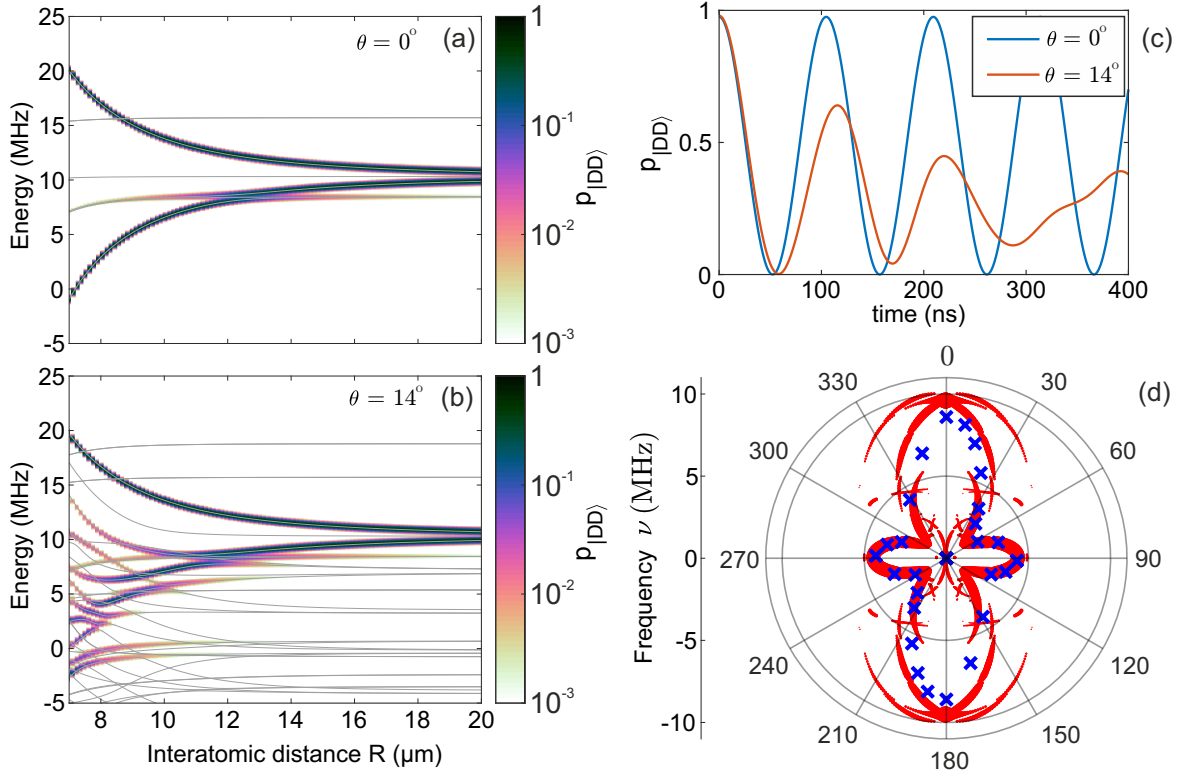 25
20
15
10
5
0
-5
Energy (MHz)
θ = 0°
(a)
1
10⁻¹
10⁻²
10⁻³
p|DD⟩
25
20
15
10
5
0
-5
Energy (MHz)
θ = 14°
(b)
8 10 12 14 16 18 20
Interatomic distance R (μm)
1
10⁻¹
10⁻²
10⁻³
p|DD⟩
1
0.5
0
p|DD⟩
θ = 0°
θ = 14°
(c)
0 100 200 300 400
time (ns)
(d)
10
5
0
-5
-10
Frequency ν (MHz)
0
30
60
90
120
150
180
210
240
270
300
330